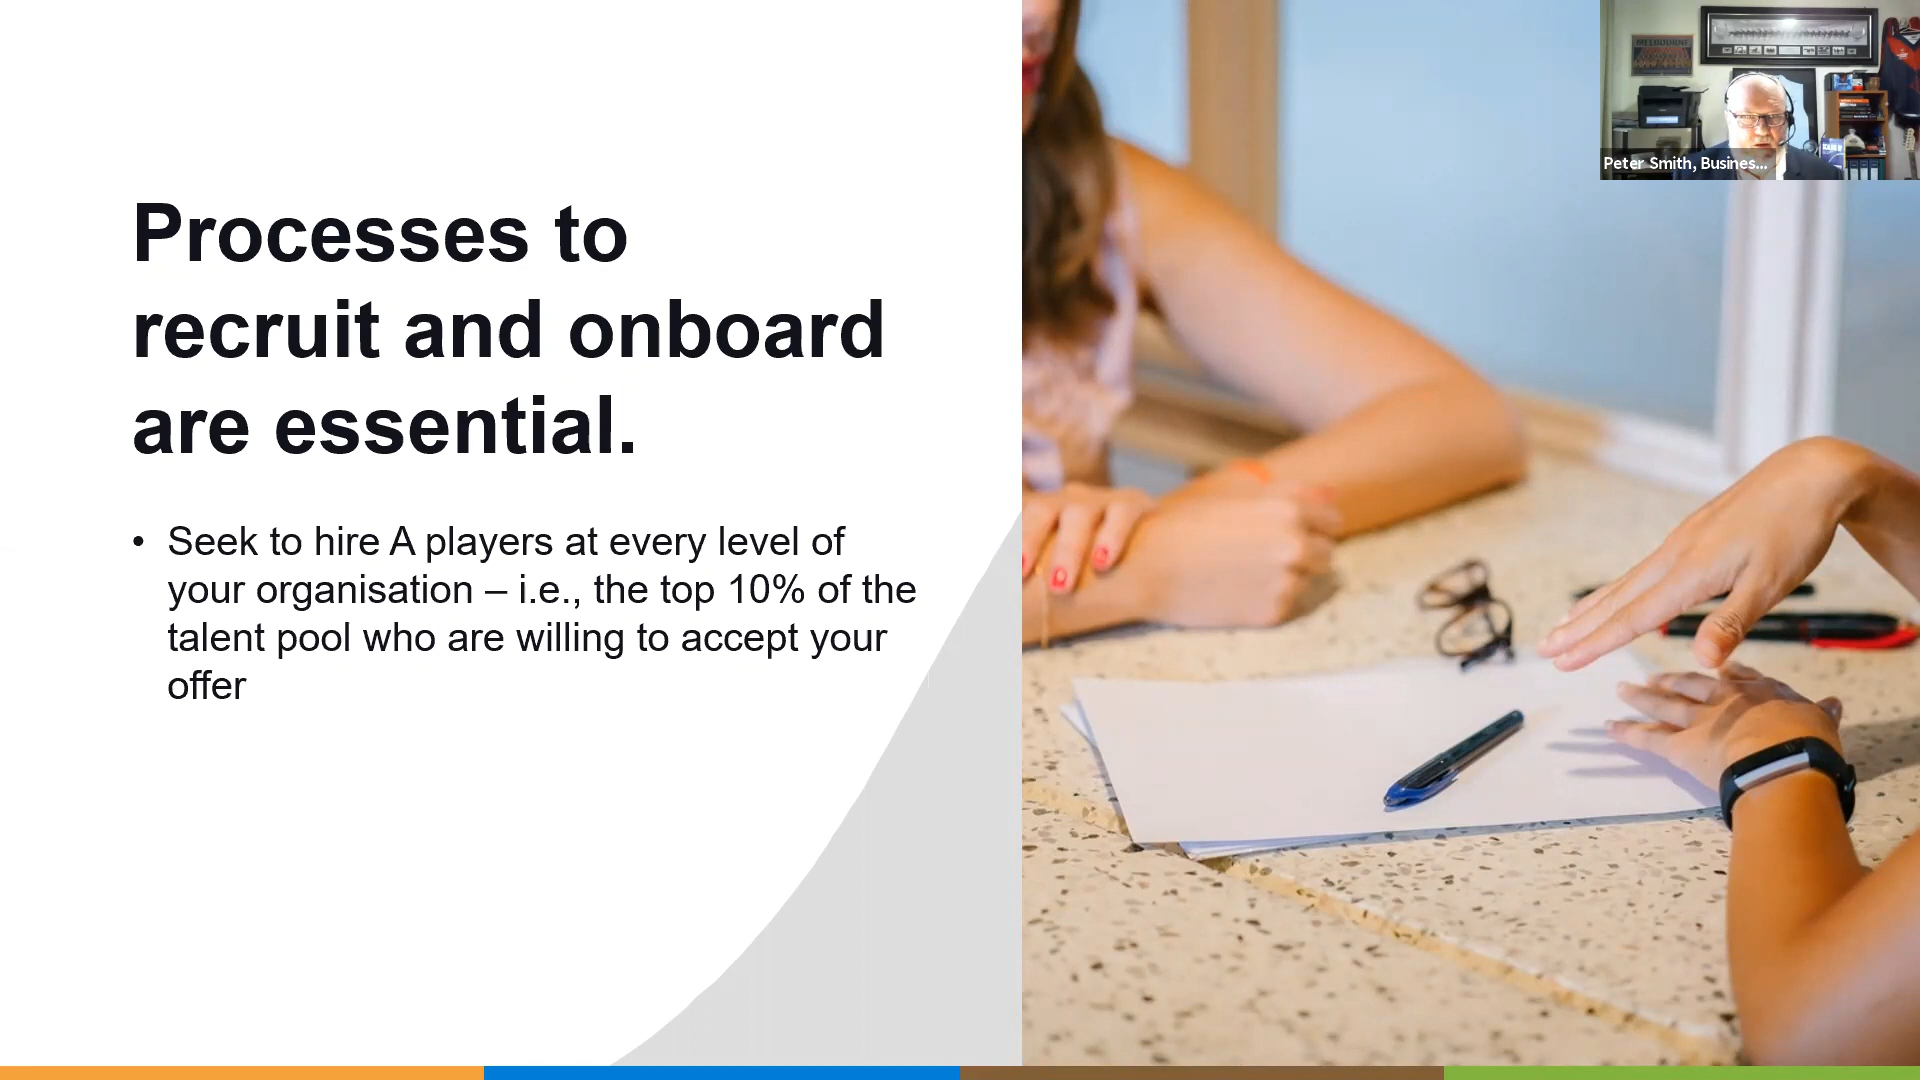 Processes to
recruit and onboard
are essential.
• Seek to hire A players at every level of
your organisation – i.e., the top 10% of the
talent pool who are willing to accept your
offer
MELBOURNE
Peter Smith, Busines...